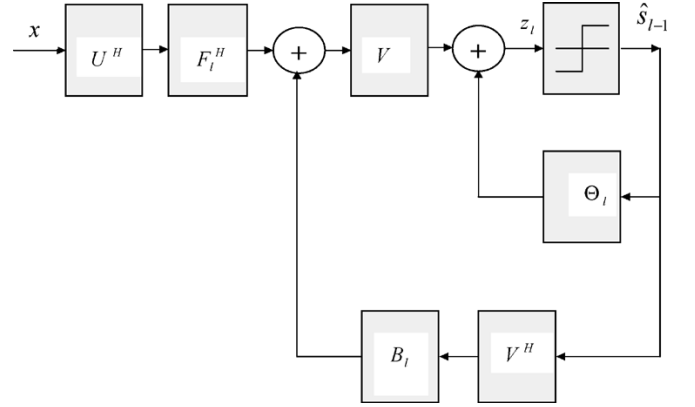 x
U^H
F_l^H
+
V
+
z_l
ŝ_{l-1}
Θ_l
B_l
V^H